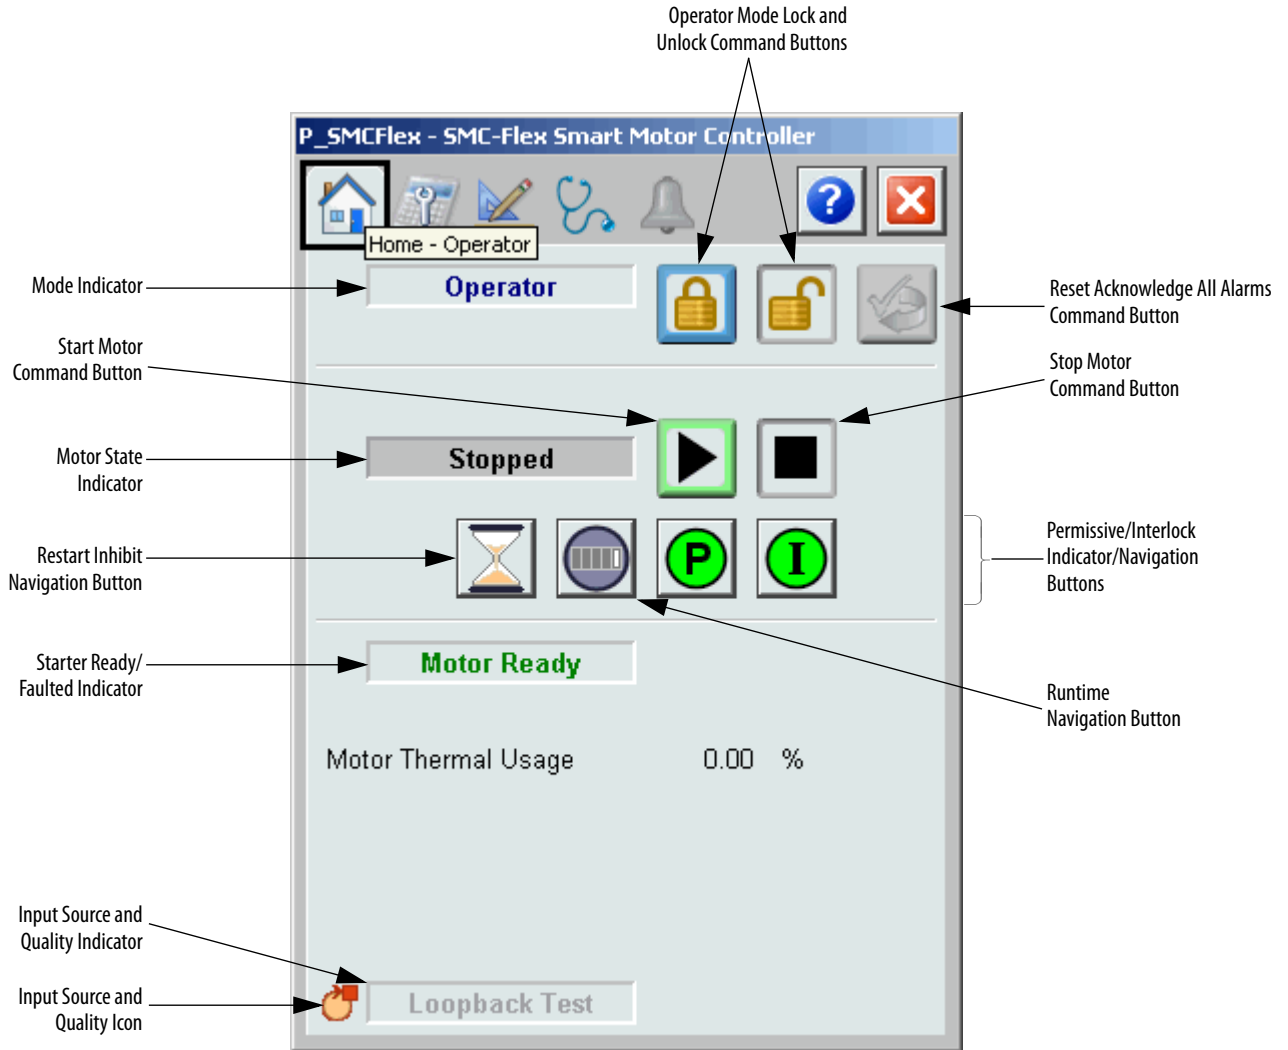 Operator Mode Lock and
Unlock Command Buttons
P_SMCFlex - SMC-Flex Smart Motor Controller
?
Home - Operator
Mode Indicator
Operator
Reset Acknowledge All Alarms
Command Button
Start Motor
Command Button
Stop Motor
Command Button
Motor State
Indicator
Stopped
Restart Inhibit
Navigation Button
P
I
Permissive/Interlock
Indicator/Navigation
Buttons
Starter Ready/
Faulted Indicator
Motor Ready
Runtime
Navigation Button
Motor Thermal Usage 0.00 %
Input Source and
Quality Indicator
Input Source and
Quality Icon
Loopback Test